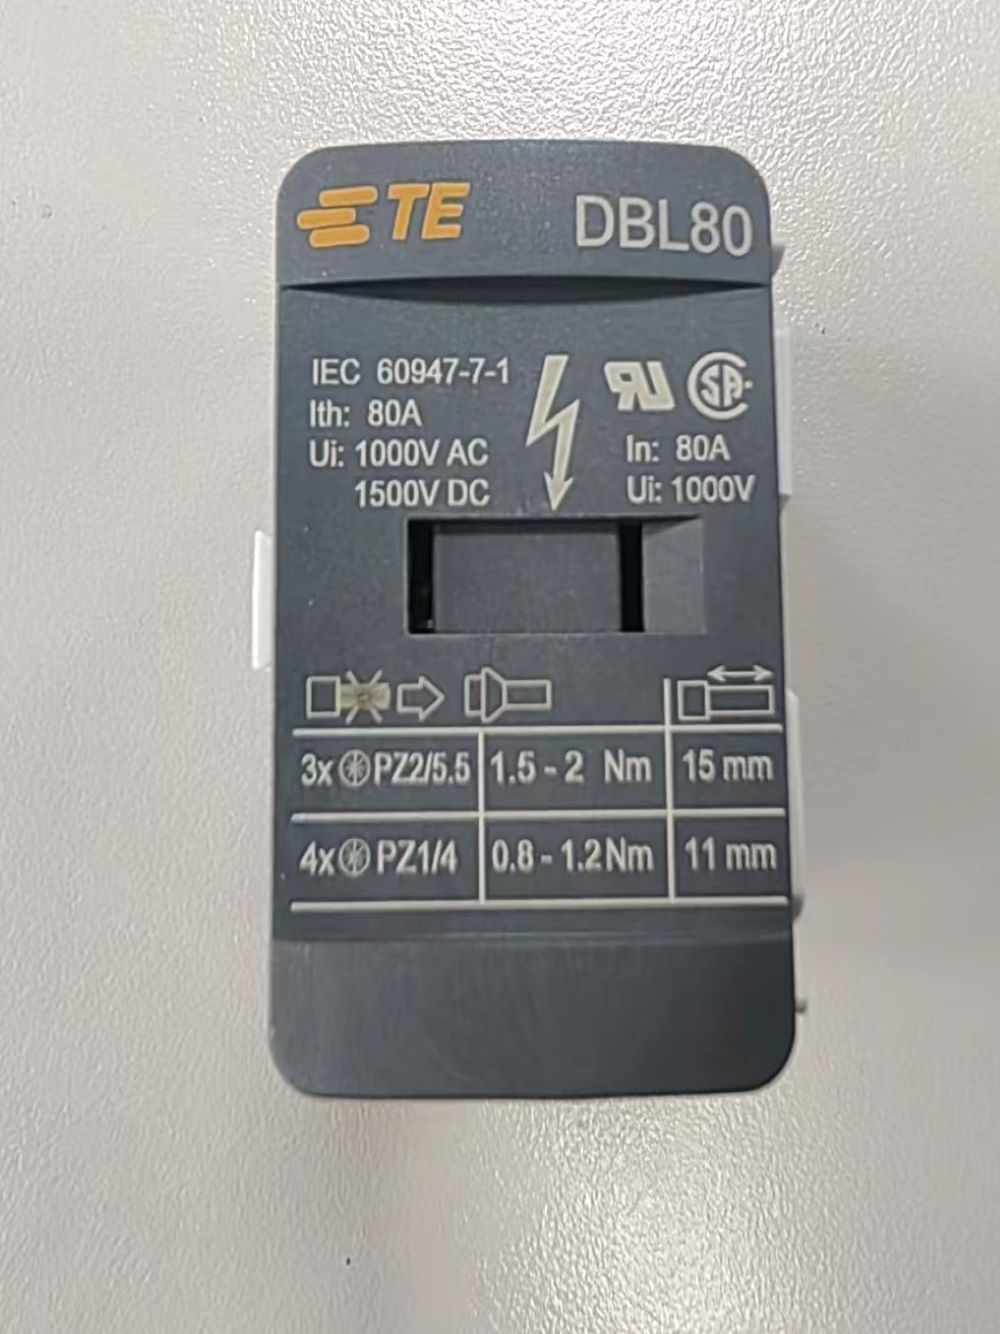 TE DBL80
IEC 60947-7-1
Ith: 80A
Ui: 1000V AC
1500V DC
In: 80A
Ui: 1000V
3x PZ2/5.5 1.5 - 2 Nm 15 mm
4x PZ1/4 0.8 - 1.2Nm 11 mm